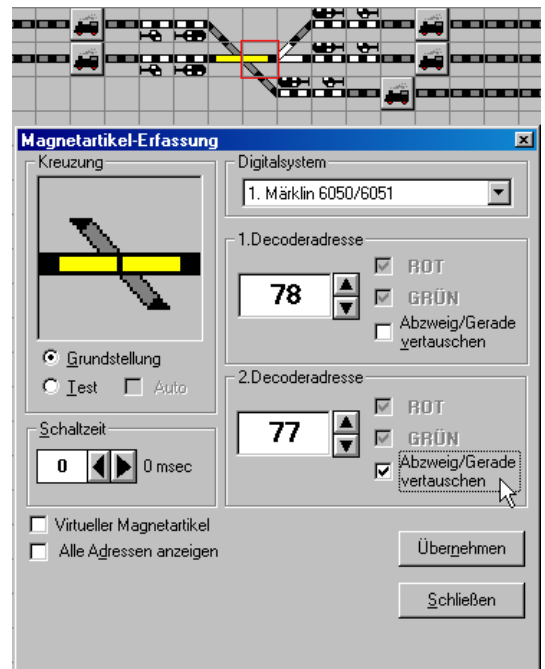 Magnetartikel-Erfassung
Kreuzung
Grundstellung
Test
Auto
Schaltzeit
0
0 msec
Virtueller Magnetartikel
Alle Adressen anzeigen
Digitalsystem
1. Märklin 6050/6051
1.Decoderadresse
78
ROT
GRÜN
Abzweig/Gerade
vertauschen
2.Decoderadresse
77
ROT
GRÜN
Abzweig/Gerade
vertauschen
Übernehmen
Schließen